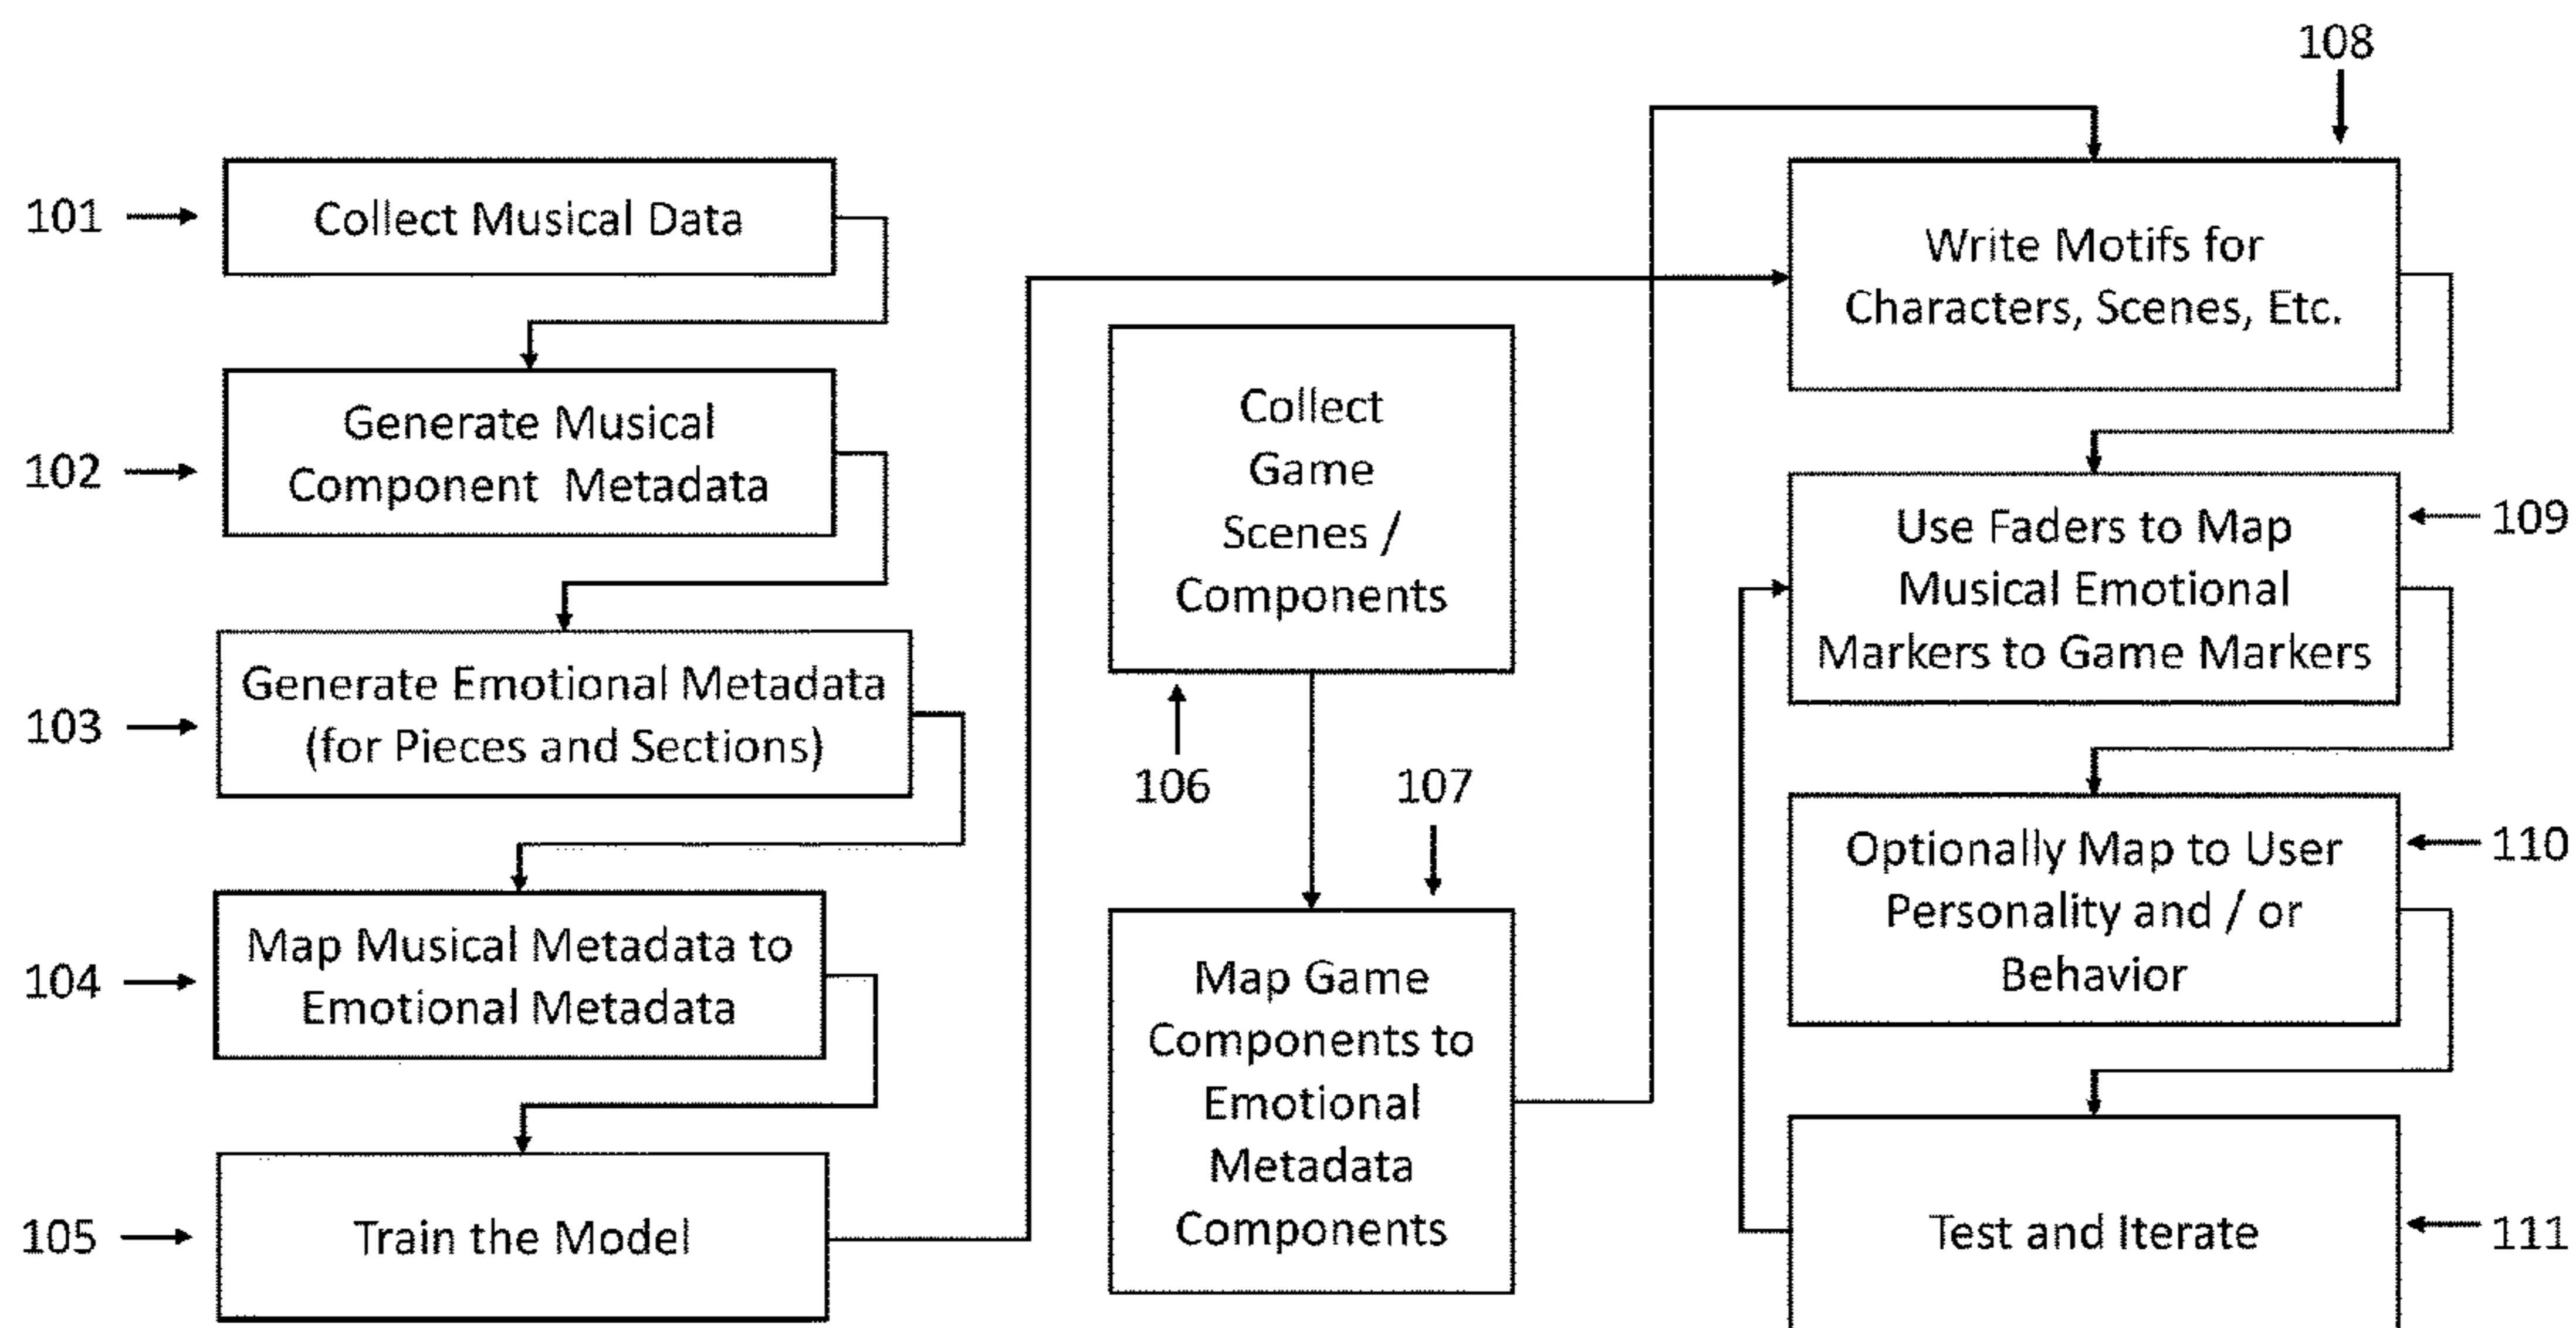 101
Collect Musical Data
102
Generate Musical
Component Metadata
103
Generate Emotional Metadata
(for Pieces and Sections)
104
Map Musical Metadata to
Emotional Metadata
105
Train the Model
Collect
Game
Scenes /
Components
106
107
Map Game
Components to
Emotional
Metadata
Components
108
Write Motifs for
Characters, Scenes, Etc.
Use Faders to Map
Musical Emotional
Markers to Game Markers
109
Optionally Map to User
Personality and / or
Behavior
110
Test and Iterate
111